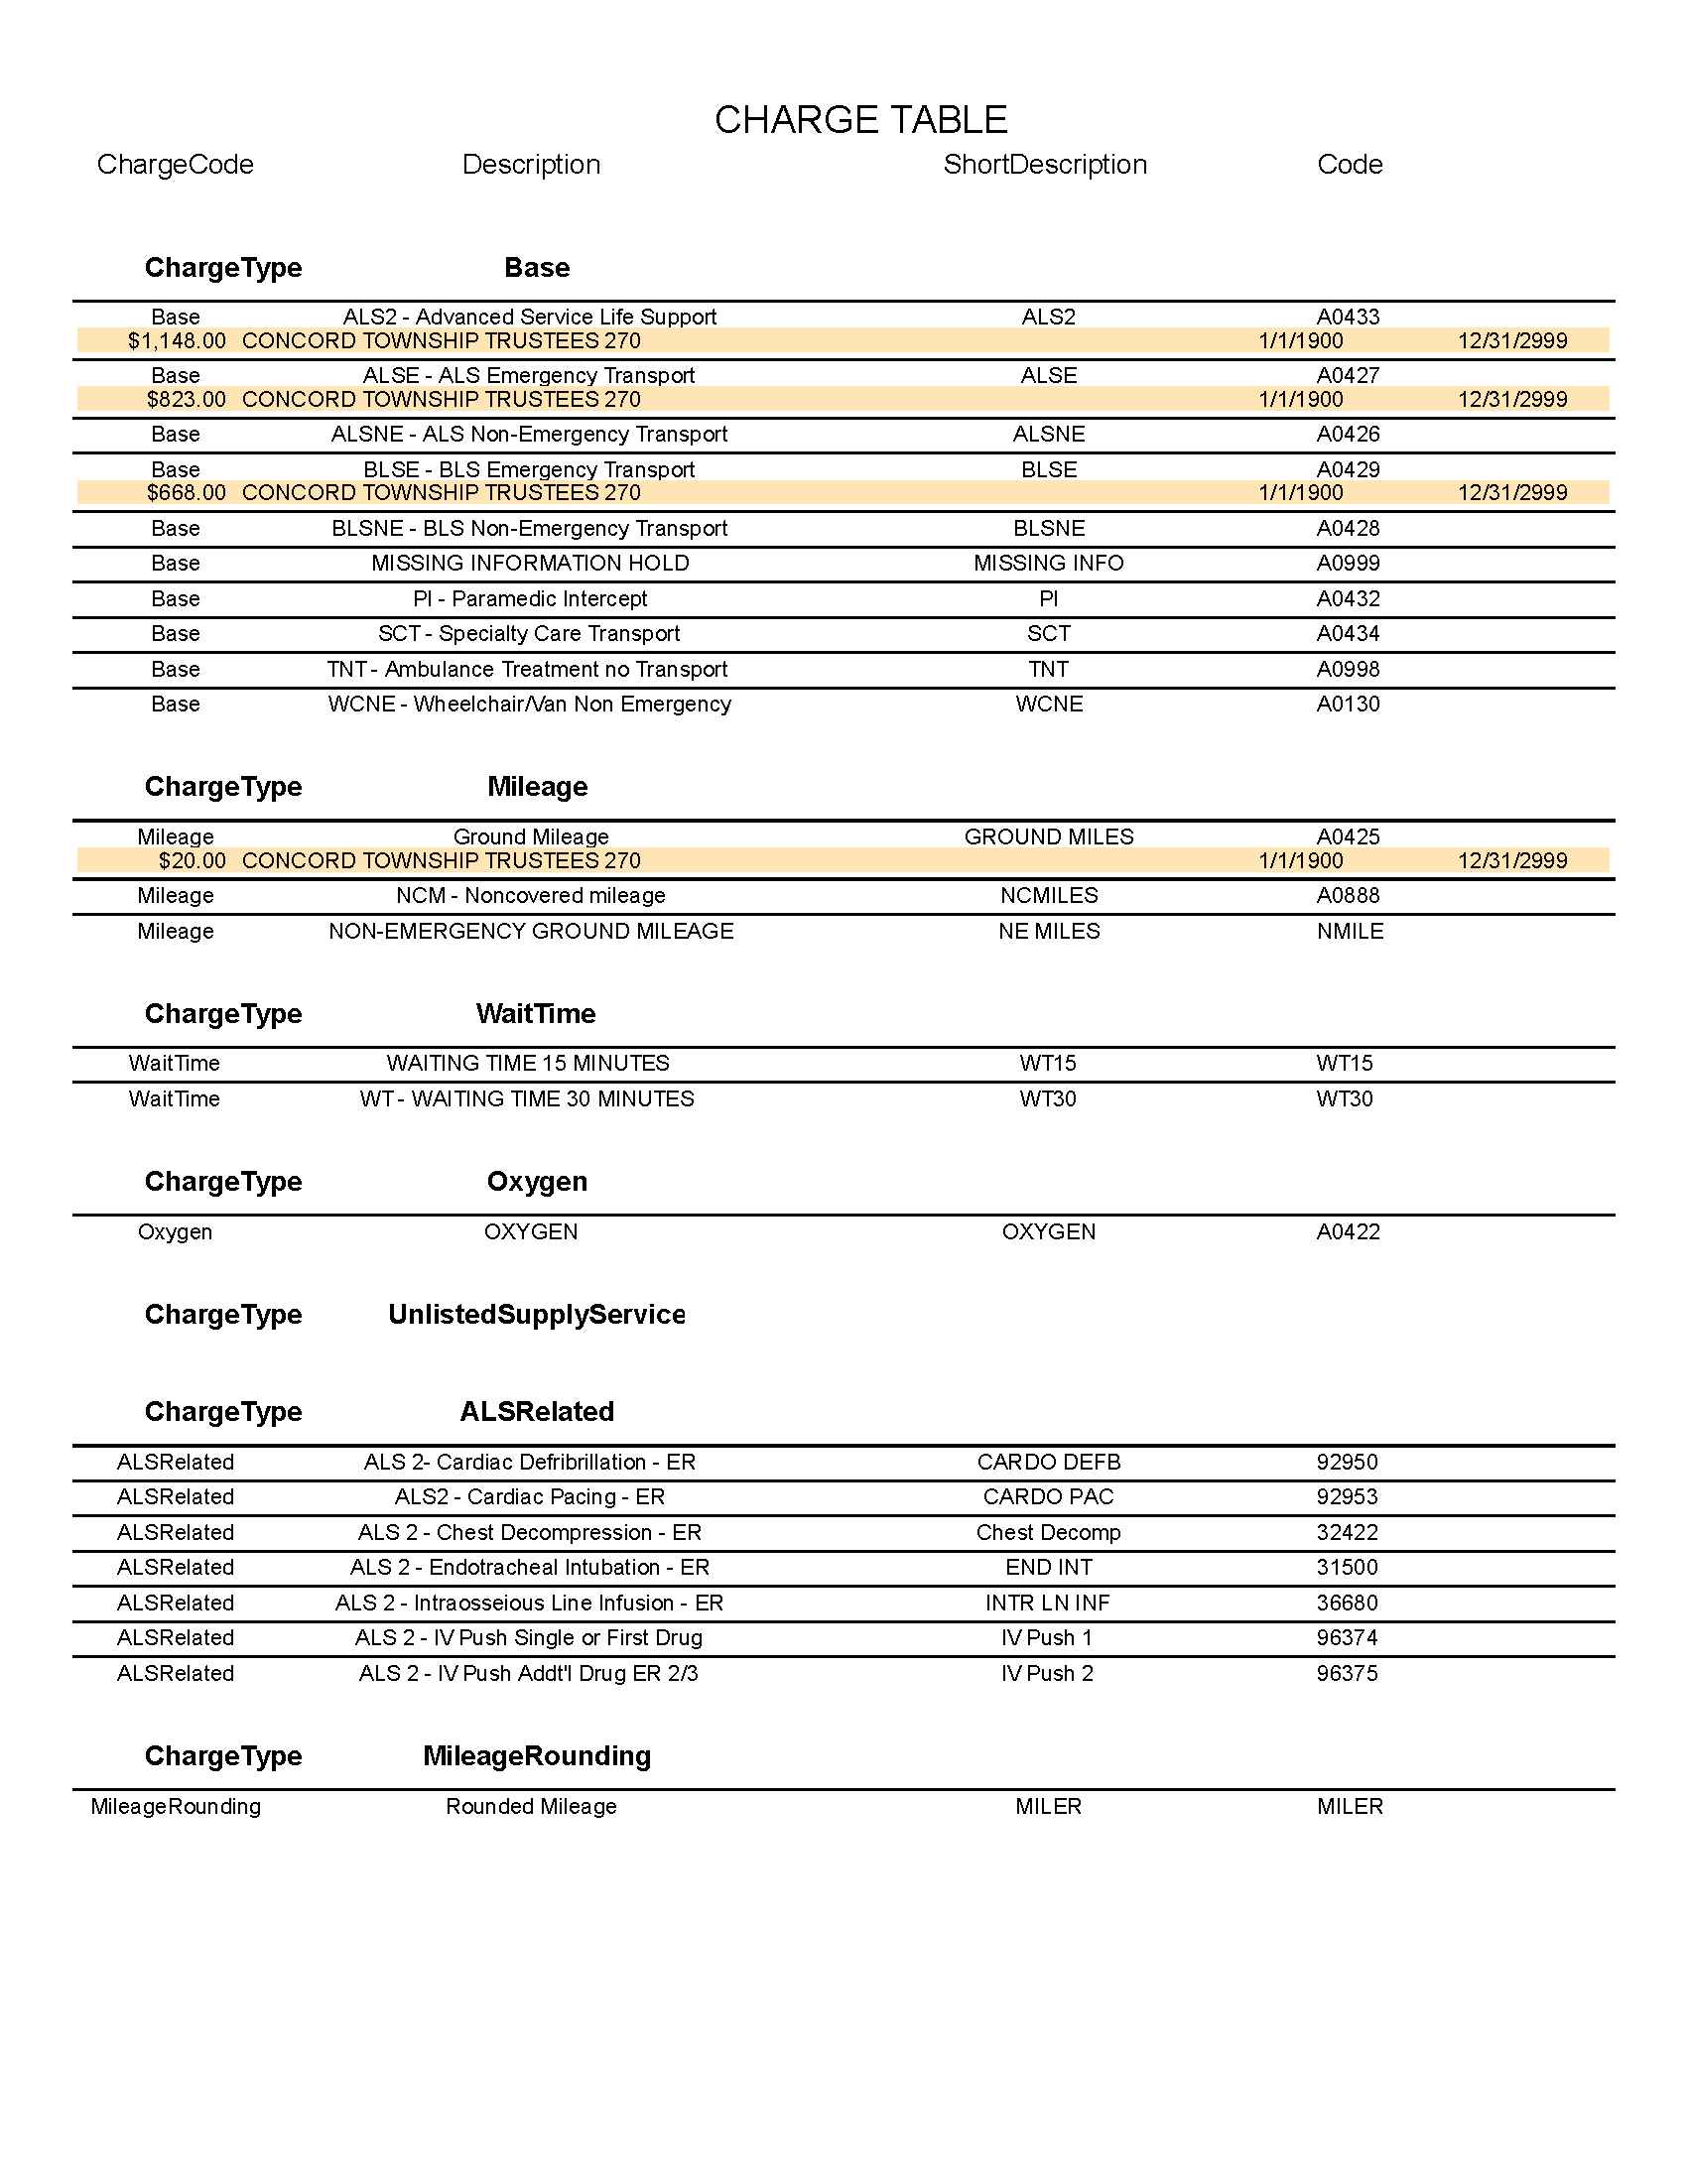 CHARGE TABLE
ChargeCode Description ShortDescription Code
ChargeType Base
Base ALS2 - Advanced Service Life Support ALS2 A0433
$1,148.00 CONCORD TOWNSHIP TRUSTEES 270 1/1/1900 12/31/2999
Base ALSE - ALS Emergency Transport ALSE A0427
$823.00 CONCORD TOWNSHIP TRUSTEES 270 1/1/1900 12/31/2999
Base ALSNE - ALS Non-Emergency Transport ALSNE A0426
Base BLSE - BLS Emergency Transport BLSE A0429
$668.00 CONCORD TOWNSHIP TRUSTEES 270 1/1/1900 12/31/2999
Base BLSNE - BLS Non-Emergency Transport BLSNE A0428
Base MISSING INFORMATION HOLD MISSING INFO A0999
Base PI - Paramedic Intercept PI A0432
Base SCT - Specialty Care Transport SCT A0434
Base TNT - Ambulance Treatment no Transport TNT A0998
Base WCNE - Wheelchair/Van Non Emergency WCNE A0130
ChargeType Mileage
Mileage Ground Mileage GROUND MILES A0425
$20.00 CONCORD TOWNSHIP TRUSTEES 270 1/1/1900 12/31/2999
Mileage NCM - Noncovered mileage NCMILES A0888
Mileage NON-EMERGENCY GROUND MILEAGE NE MILES NMILE
ChargeType WaitTime
WaitTime WAITING TIME 15 MINUTES WT15 WT15
WaitTime WT - WAITING TIME 30 MINUTES WT30 WT30
ChargeType Oxygen
Oxygen OXYGEN OXYGEN A0422
ChargeType UnlistedSupplyService
ChargeType ALSRelated
ALSRelated ALS 2- Cardiac Defribrillation - ER CARDO DEFB 92950
ALSRelated ALS2 - Cardiac Pacing - ER CARDO PAC 92953
ALSRelated ALS 2 - Chest Decompression - ER Chest Decomp 32422
ALSRelated ALS 2 - Endotracheal Intubation - ER END INT 31500
ALSRelated ALS 2 - Intraosseious Line Infusion - ER INTR LN INF 36680
ALSRelated ALS 2 - IV Push Single or First Drug IV Push 1 96374
ALSRelated ALS 2 - IV Push Addt'l Drug ER 2/3 IV Push 2 96375
ChargeType MileageRounding
MileageRounding Rounded Mileage MILER MILER